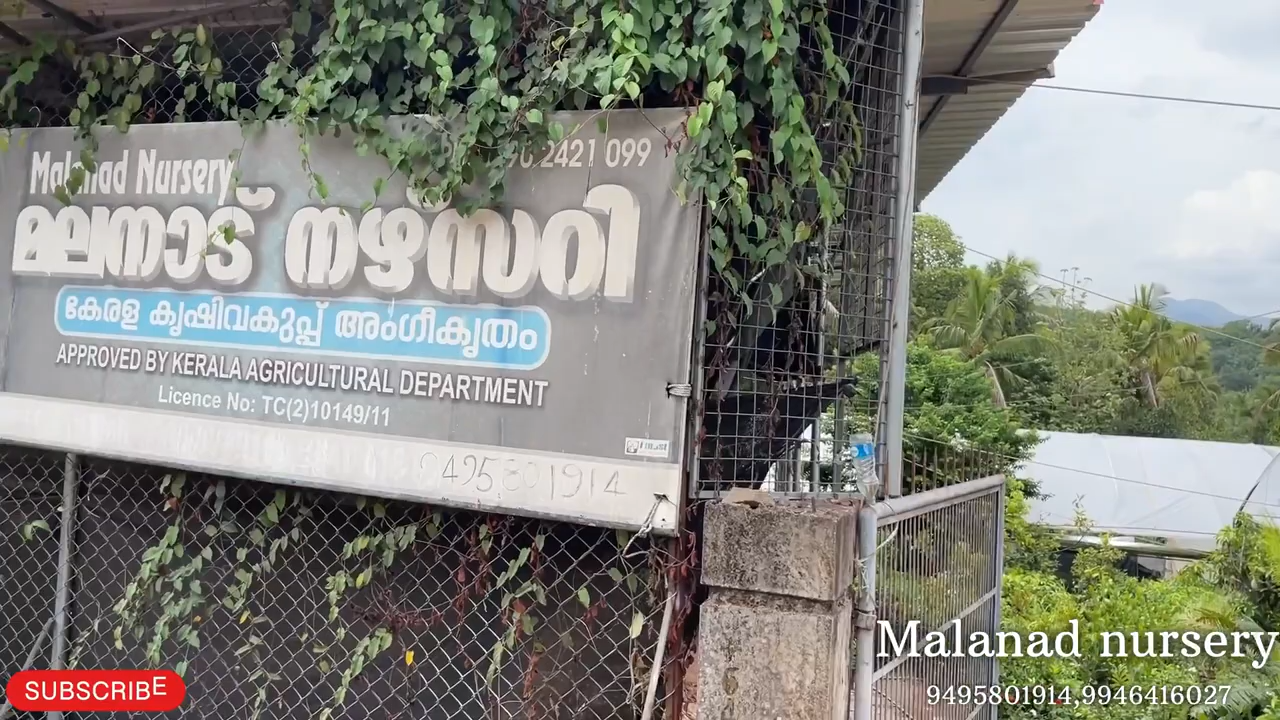 Malanad Nursery
2421 099
മലനാട് നഴ്സറി
കേരള കൃഷിവകുപ്പ് അംഗീകൃതം
APPROVED BY KERALA AGRICULTURAL DEPARTMENT
Licence No: TC(2)10149/11
9495801914
Malanad nursery
9495801914,9946416027
SUBSCRIBE